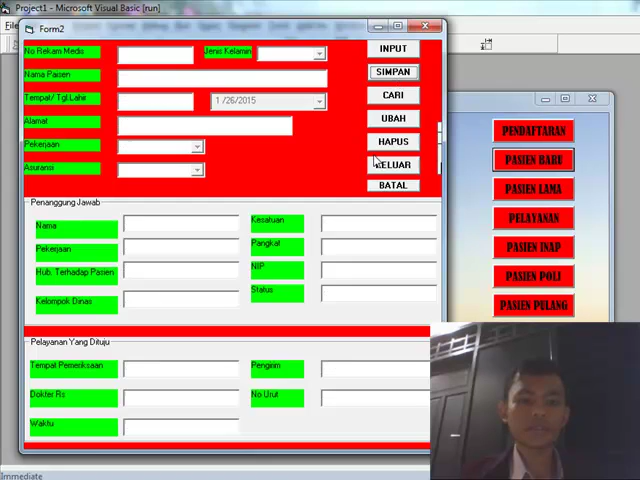 Project1 - Microsoft Visual Basic [run]
Form2
No Rekam Medis
Jenis Kelamin
Nama Paisen
Tempat/ Tgl.Lahir
1 /26/2015
Alamat
Pekerjaan
Asuransi
INPUT
SIMPAN
CARI
UBAH
HAPUS
KELUAR
BATAL
Penanggung Jawab
Nama
Kesatuan
Pekerjaan
Pangkat
Hub. Terhadap Pasien
NIP
Kelompok Dinas
Status
Pelayanan Yang Dituju
Tempat Pemeriksaan
Pengirim
Dokter Rs
No Urut
Waktu
PENDAFTARAN
PASIEN BARU
PASIEN LAMA
PELAYANAN
PASIEN INAP
PASIEN POLI
PASIEN PULANG
Immediate